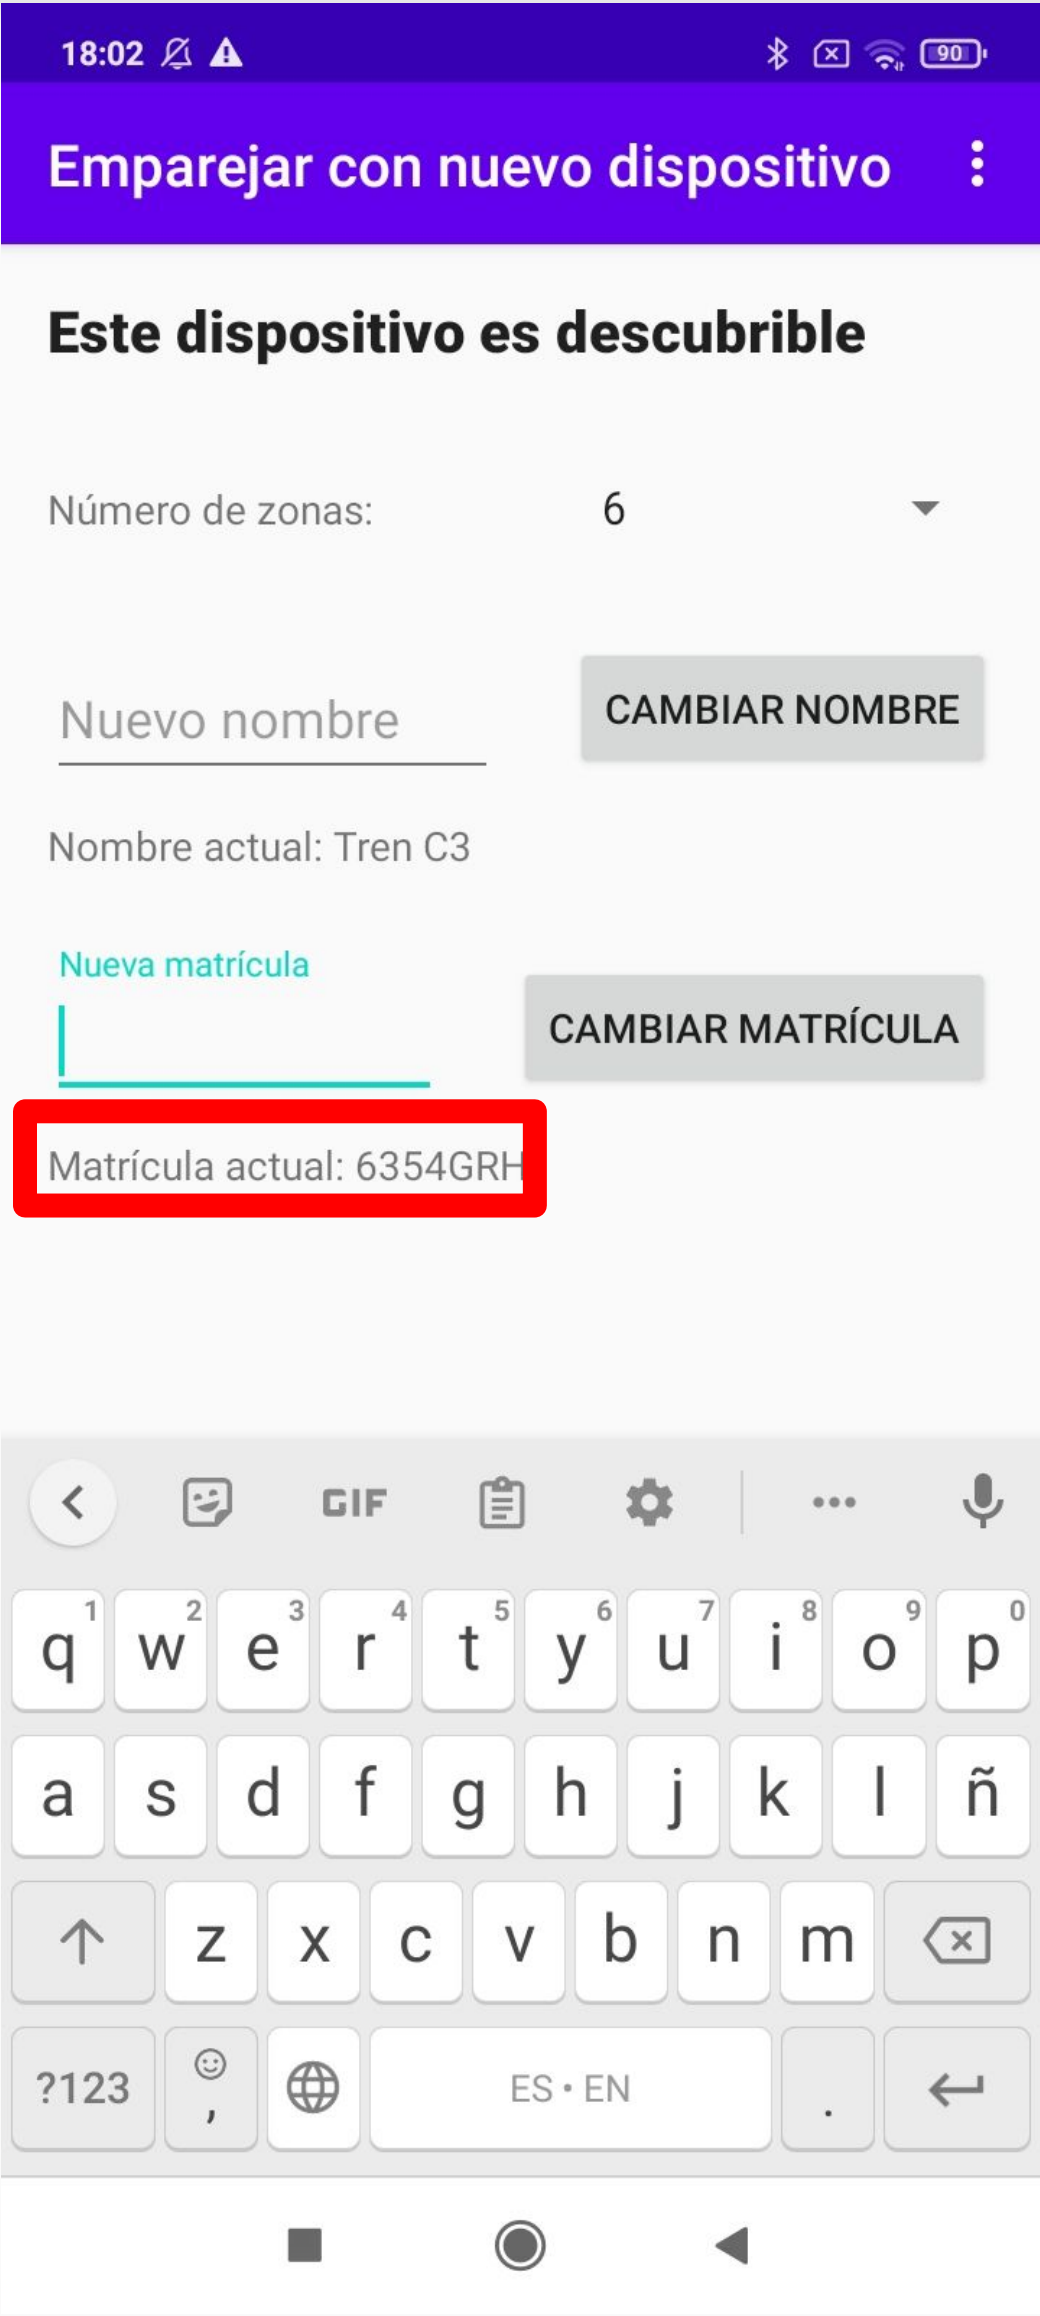 18:02
90
Emparejar con nuevo dispositivo
Este dispositivo es descubrible
Número de zonas: 6
Nuevo nombre
CAMBIAR NOMBRE
Nombre actual: Tren C3
Nueva matrícula
CAMBIAR MATRÍCULA
Matrícula actual: 6354GRH
GIF
1 2 3 4 5 6 7 8 9 0
q w e r t y u i o p
a s d f g h j k l ñ
z x c v b n m
?123 , ES • EN .